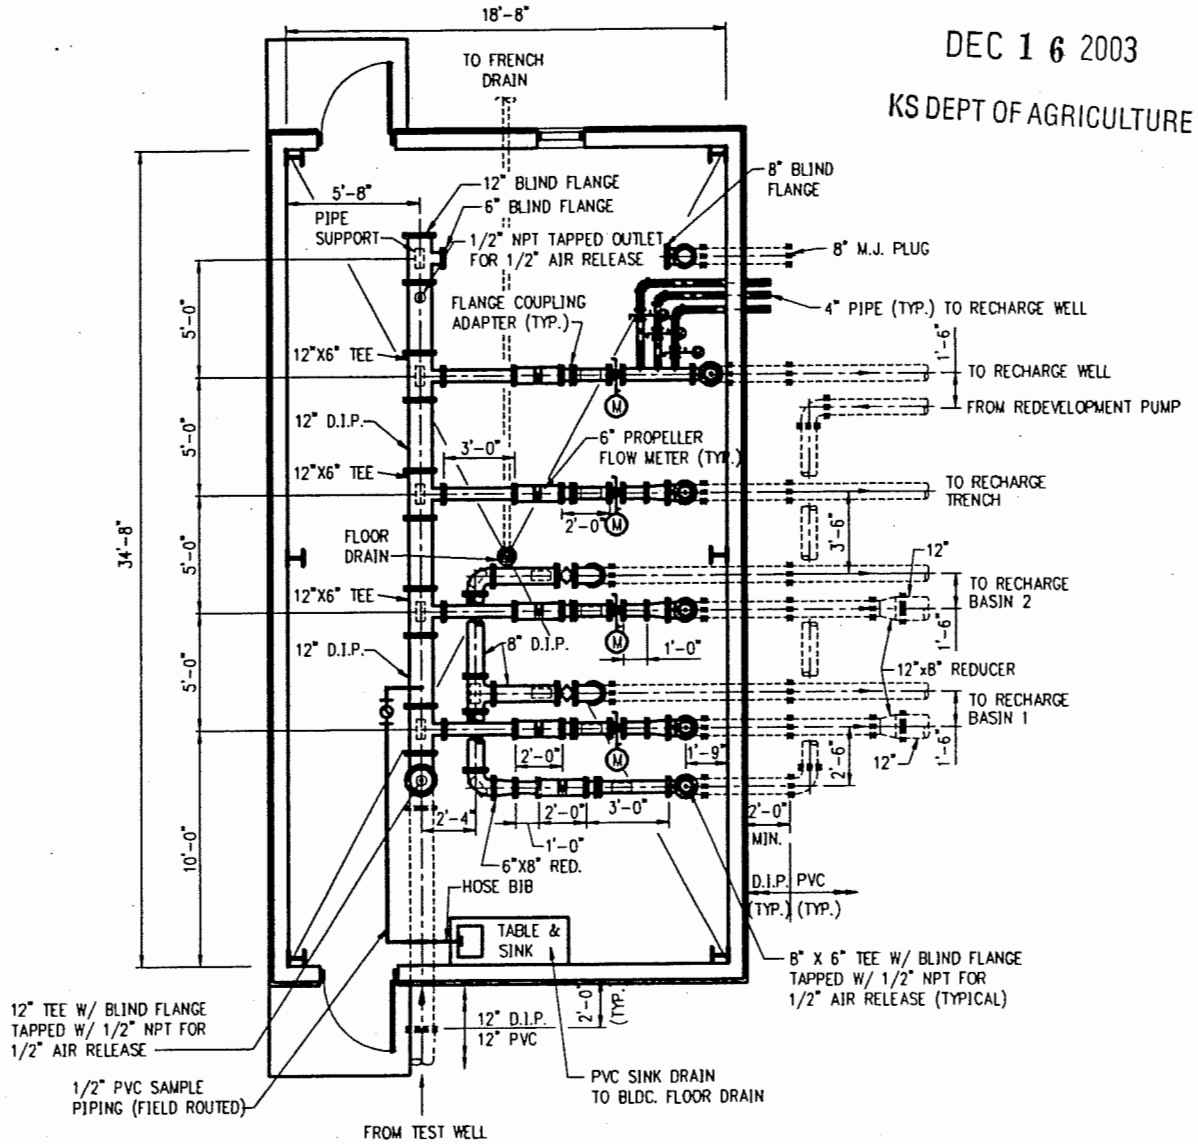 18'-8"
DEC 16 2003
KS DEPT OF AGRICULTURE
TO FRENCH
DRAIN
8" BLIND
FLANGE
12" BLIND FLANGE
6" BLIND FLANGE
5'-8"
PIPE
SUPPORT
1/2" NPT TAPPED OUTLET
FOR 1/2" AIR RELEASE
8" M.J. PLUG
FLANGE COUPLING
ADAPTER (TYP.)
4" PIPE (TYP.) TO RECHARGE WELL
5'-0"
1'-6"
12"X6" TEE
M
TO RECHARGE WELL
FROM REDEVELOPMENT PUMP
12" D.I.P.
5'-0"
3'-0"
6" PROPELLER
FLOW METER (TYP.)
12"X6" TEE
M
TO RECHARGE
TRENCH
2'-0"
M
3'-6"
34'-8"
FLOOR
DRAIN
5'-0"
12"
12"X6" TEE
M
TO RECHARGE
BASIN 2
M
1'-0"
1'-6"
8" D.I.P.
12" D.I.P.
12"x8" REDUCER
5'-0"
TO RECHARGE
BASIN 1
M
2'-0"
M
1'-9"
12"
1'-6"
2'-6"
M
2'-4"
2'-0"
3'-0"
1'-0"
2'-0"
MIN.
10'-0"
6"X8" RED.
HOSE BIB
D.I.P. PVC
(TYP.) (TYP.)
TABLE &
SINK
8" X 6" TEE W/ BLIND FLANGE
TAPPED W/ 1/2" NPT FOR
1/2" AIR RELEASE (TYPICAL)
12" TEE W/ BLIND FLANGE
TAPPED W/ 1/2" NPT FOR
1/2" AIR RELEASE
2'-0"
(TYP.)
12" D.I.P.
12" PVC
1/2" PVC SAMPLE
PIPING (FIELD ROUTED)
PVC SINK DRAIN
TO BLDC. FLOOR DRAIN
FROM TEST WELL